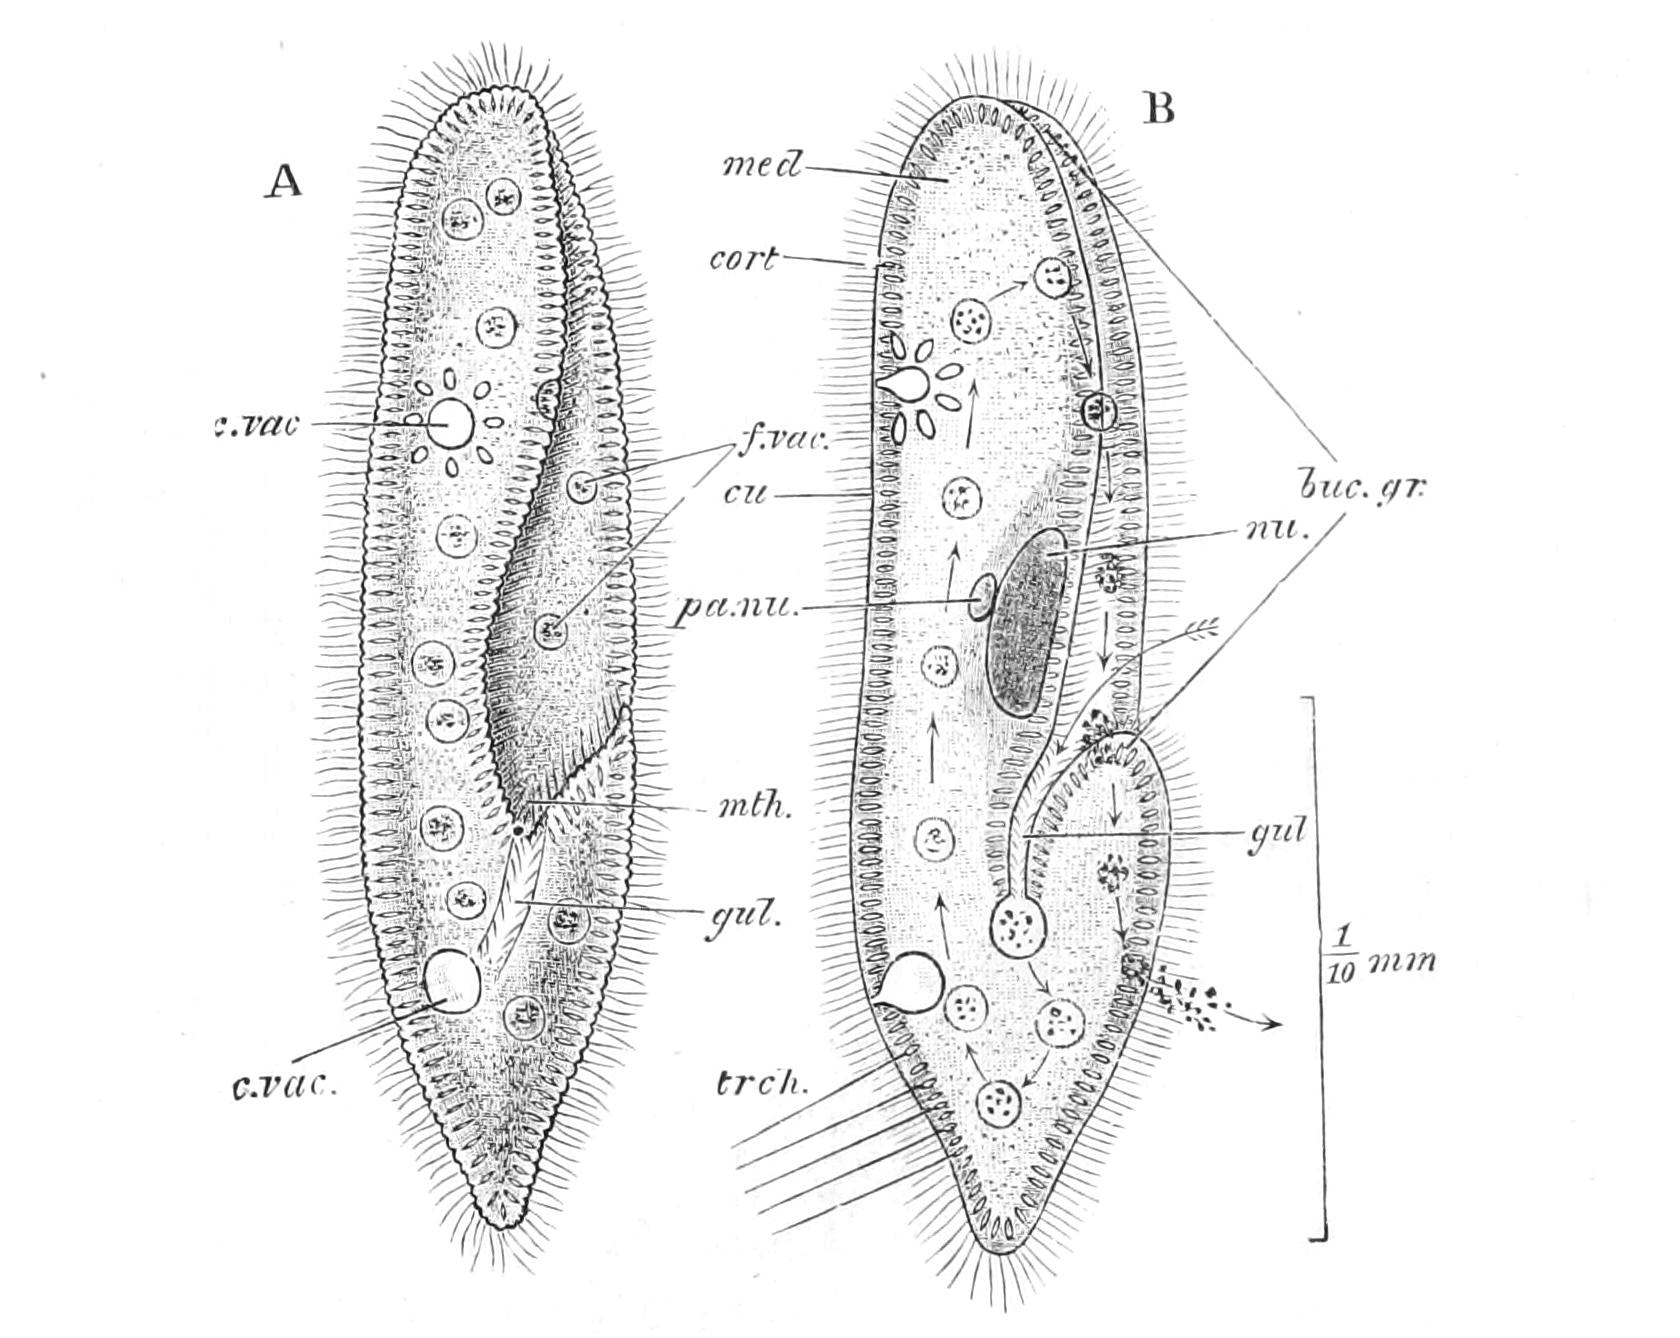 A
B
med
cort
c.vac
f.vac.
cu
buc.gr.
nu.
pa.nu.
mth.
gul
gul.
1/10 mm
c.vac.
trch.